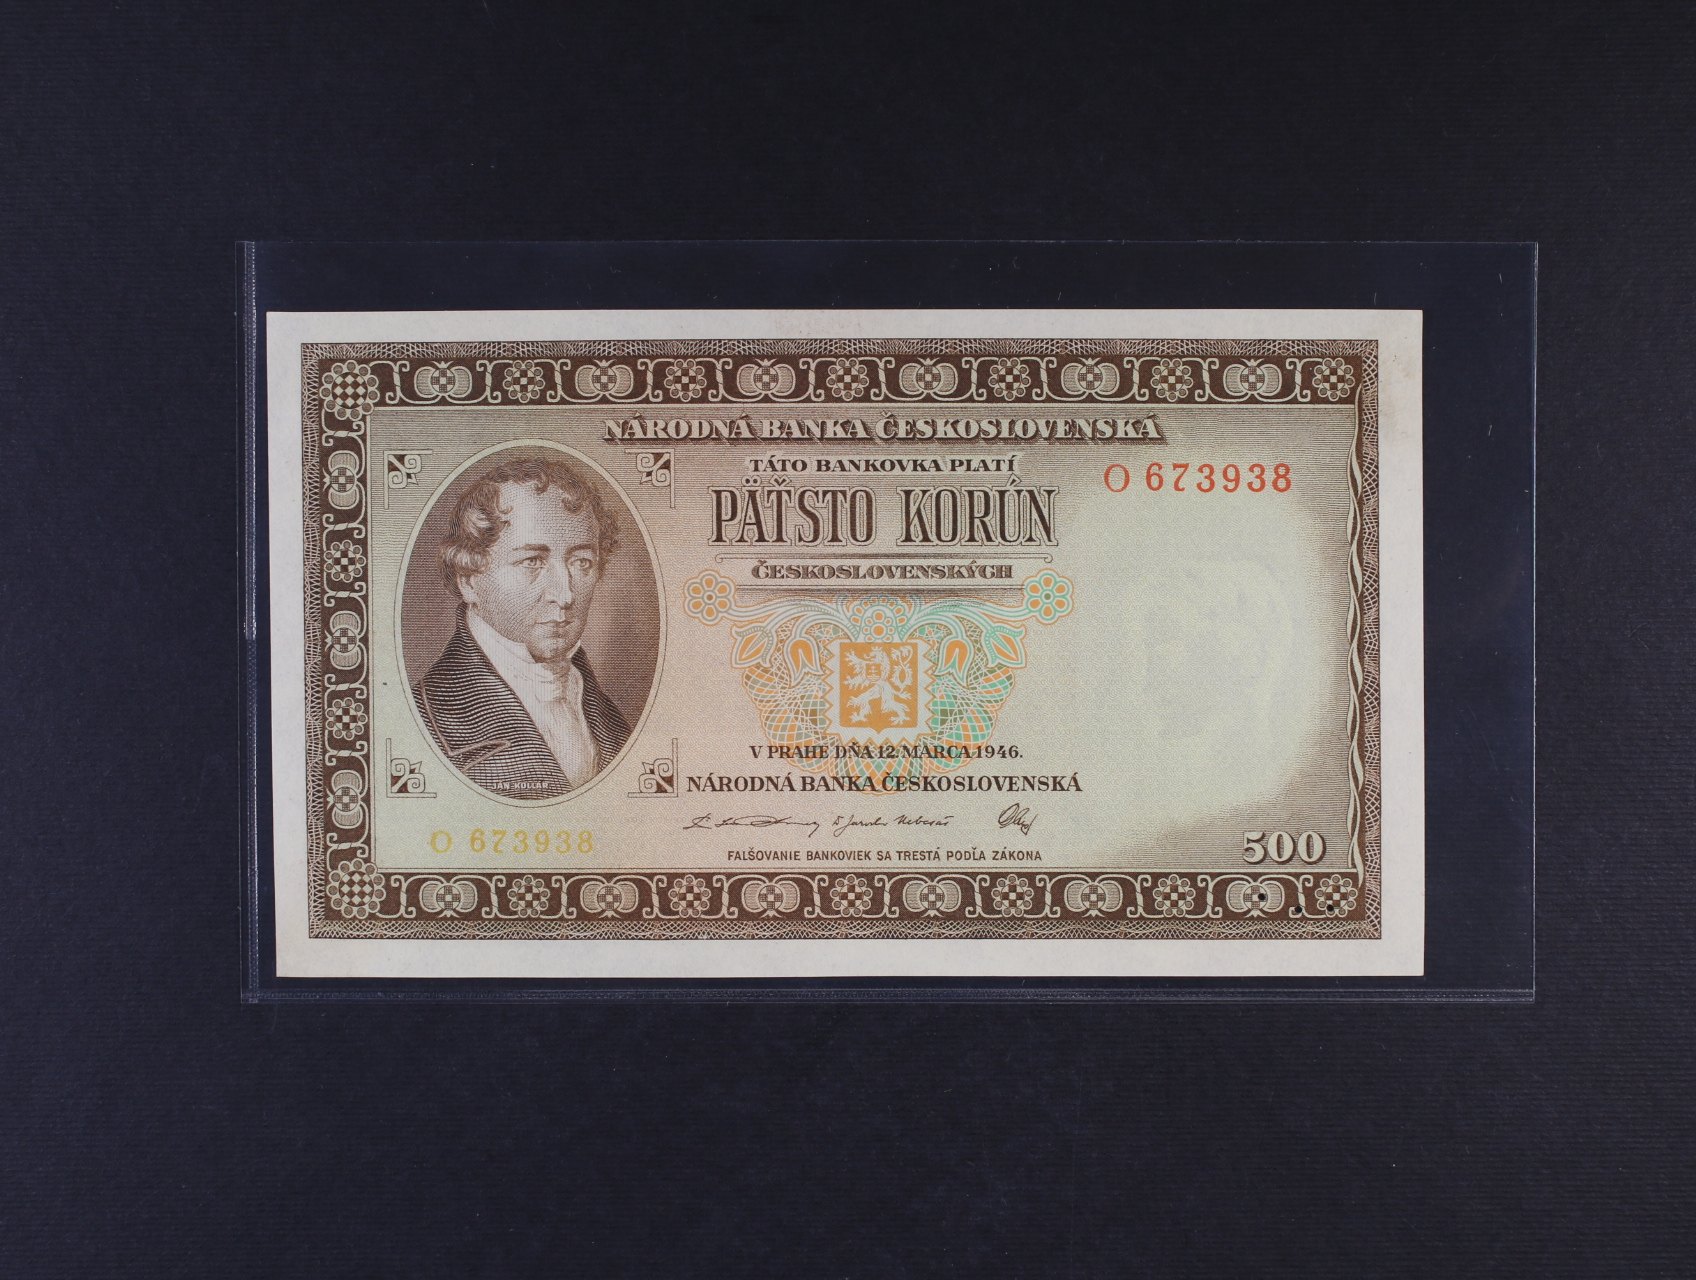 NÁRODNÁ BANKA ČESKOSLOVENSKÁ
TÁTO BANKOVKA PLATÍ
O 673938
PÄŤSTO KORÚN
ČESKOSLOVENSKÝCH
V PRAHE DŇA 12. MARCA 1946.
NÁRODNÁ BANKA ČESKOSLOVENSKÁ
JÁN KOLLÁR
O 673938
500
FALŠOVANIE BANKOVIEK SA TRESTÁ PODĽA ZÁKONA